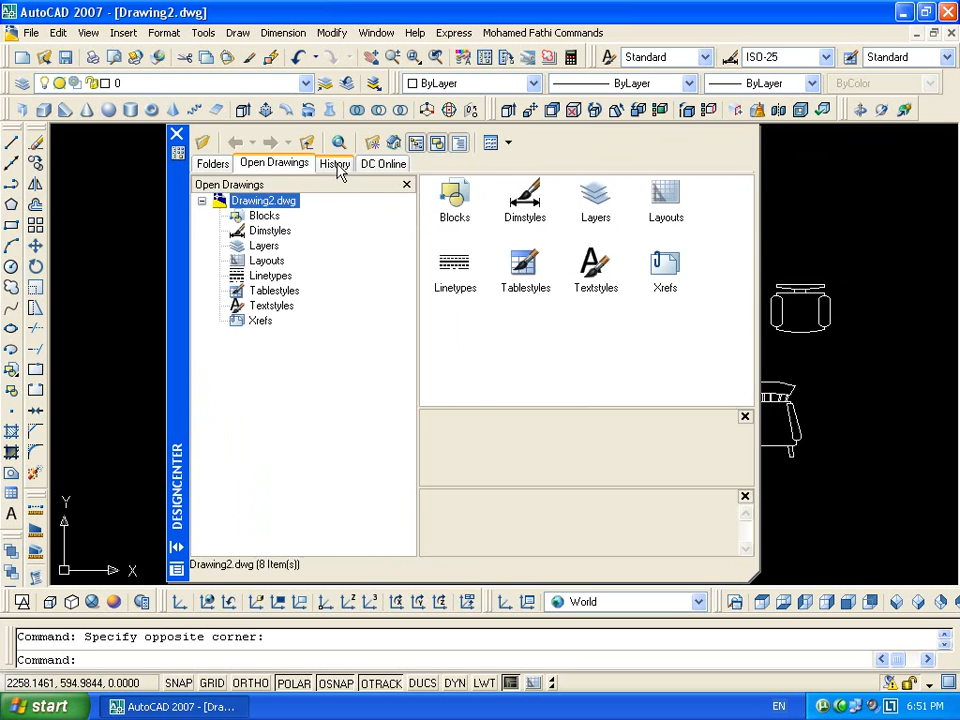 AutoCAD 2007 - [Drawing2.dwg]
File Edit View Insert Format Tools Draw Dimension Modify Window Help Express Mohamed Fathi Commands
Standard ISO-25 Standard
0 ByLayer ByLayer ByLayer ByColor
Folders Open Drawings History DC Online
Open Drawings
Drawing2.dwg
Blocks
Dimstyles
Layers
Layouts
Linetypes
Tablestyles
Textstyles
Xrefs
Blocks Dimstyles Layers Layouts
Linetypes Tablestyles Textstyles Xrefs
DESIGNCENTER
Drawing2.dwg (8 Item(s))
Y
X
A
World
Command: Specify opposite corner:
Command:
2258.1461, 594.9844, 0.0000 SNAP GRID ORTHO POLAR OSNAP OTRACK DUCS DYN LWT
start AutoCAD 2007 - [Dra... EN 6:51 PM